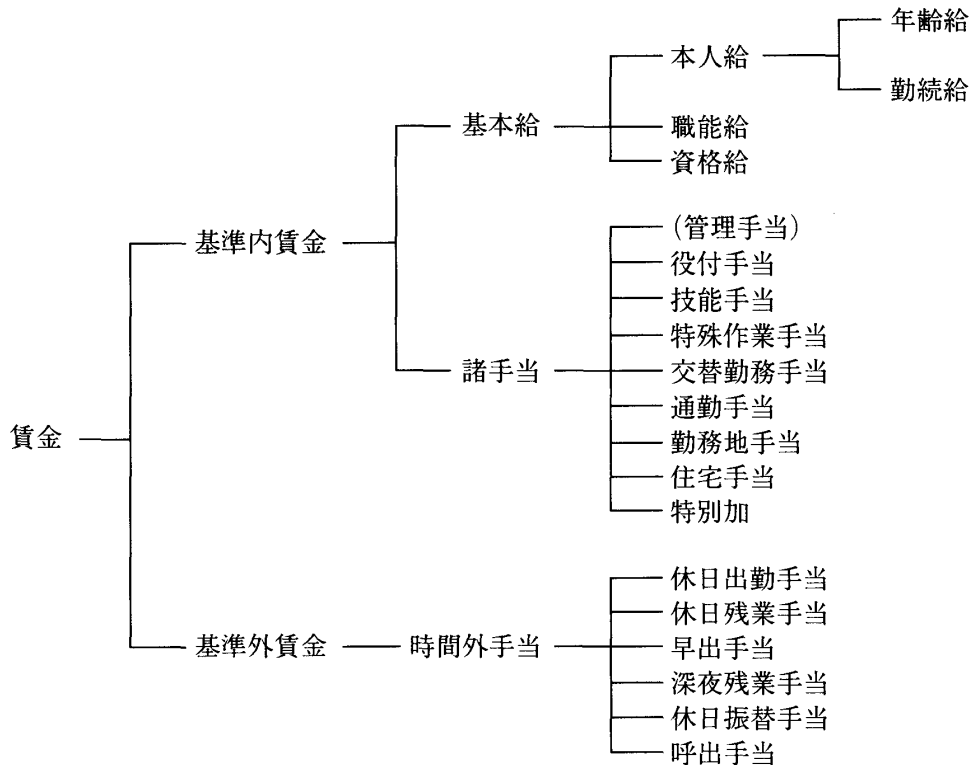 年齢給
本人給
勤続給
基本給
職能給
資格給
基準内賃金
(管理手当)
役付手当
技能手当
特殊作業手当
諸手当
交替勤務手当
通勤手当
賃金
勤務地手当
住宅手当
特別加
休日出勤手当
休日残業手当
基準外賃金
時間外手当
早出手当
深夜残業手当
休日振替手当
呼出手当